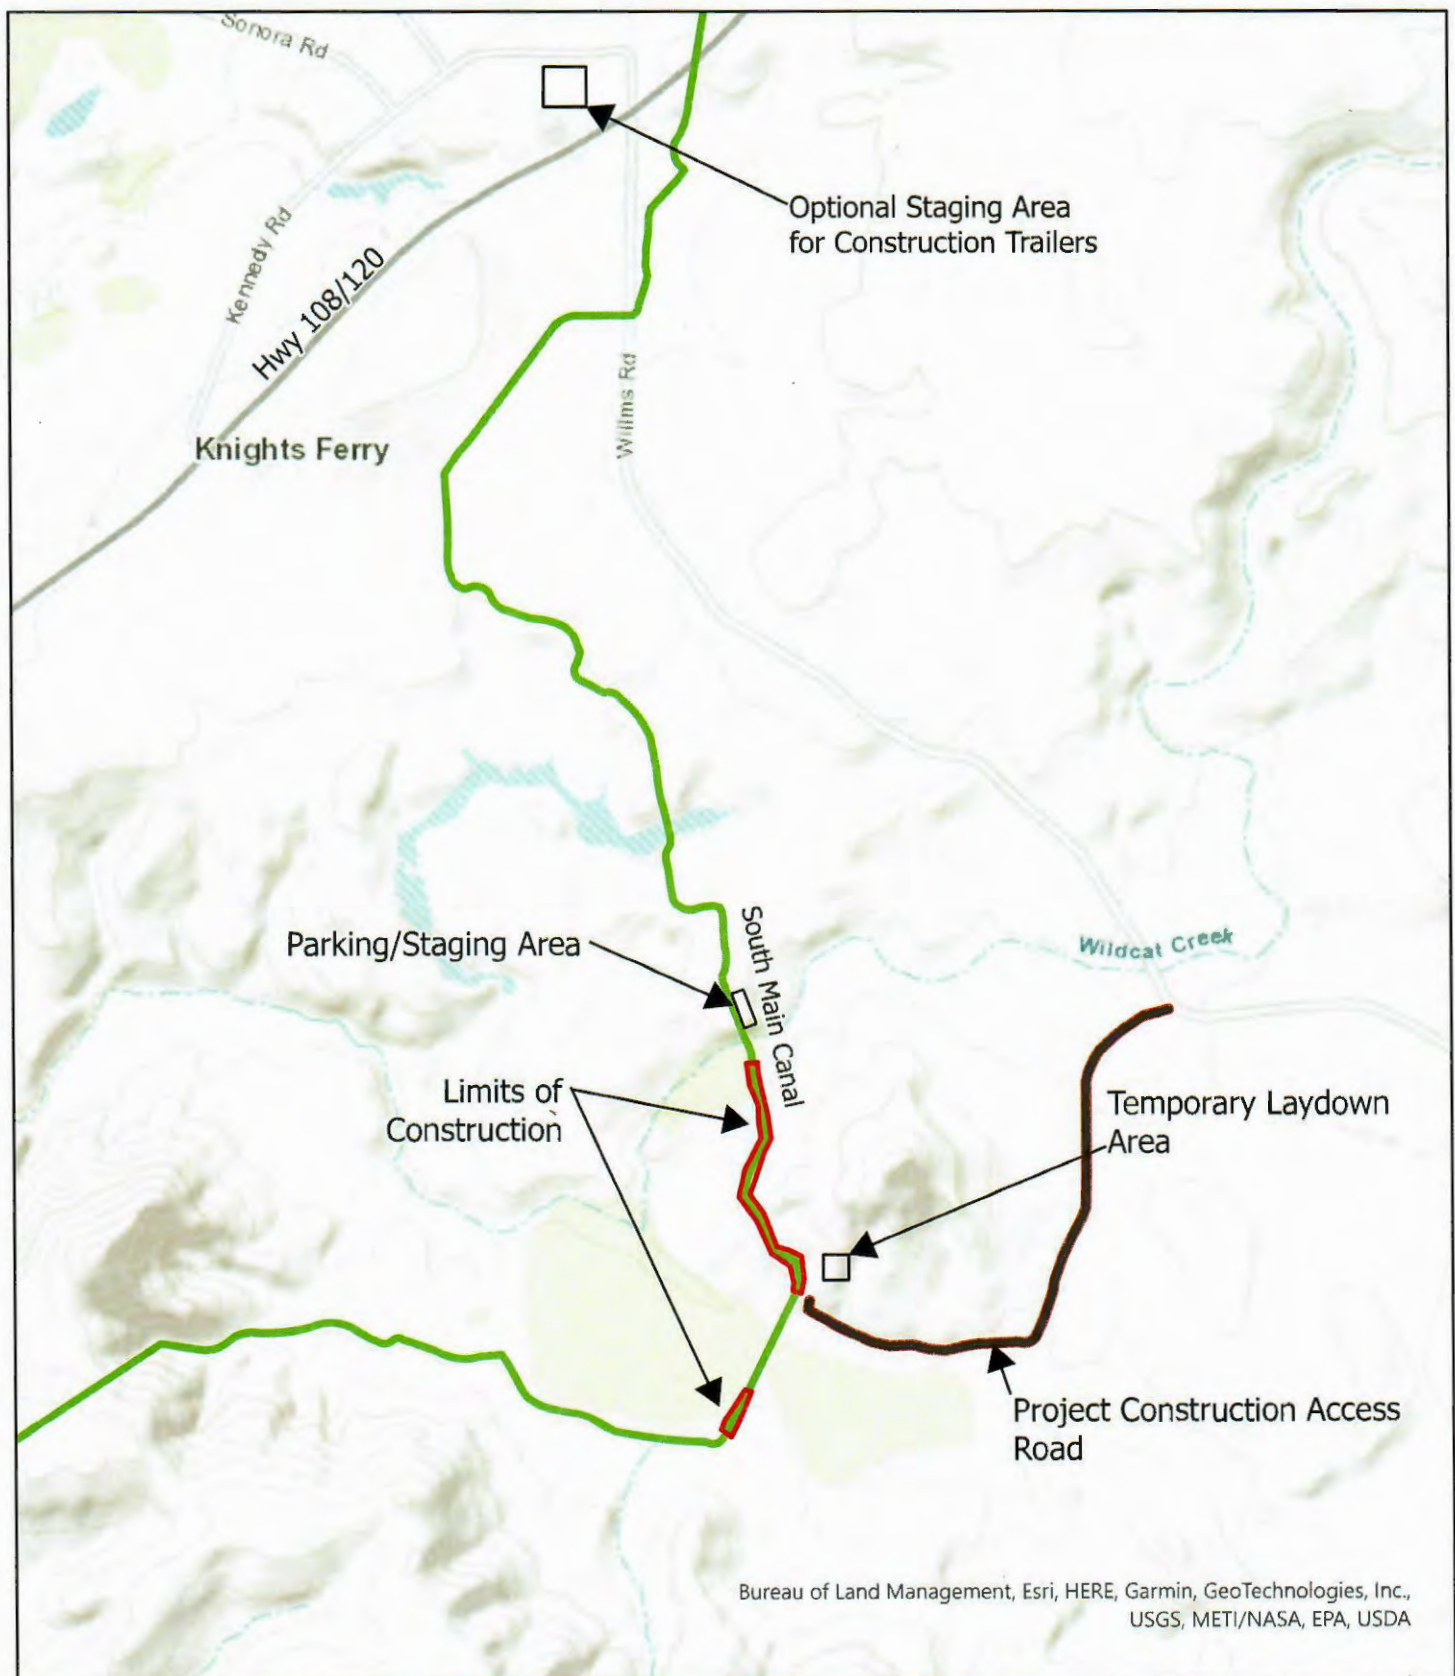 Sonora Rd
Optional Staging Area
for Construction Trailers
Kennedy Rd
Hwy 108/120
Willms Rd
Knights Ferry
South Main Canal
Parking/Staging Area
Wildcat Creek
Limits of
Construction
Temporary Laydown
Area
Project Construction Access
Road
Bureau of Land Management, Esri, HERE, Garmin, GeoTechnologies, Inc.,
USGS, METI/NASA, EPA, USDA